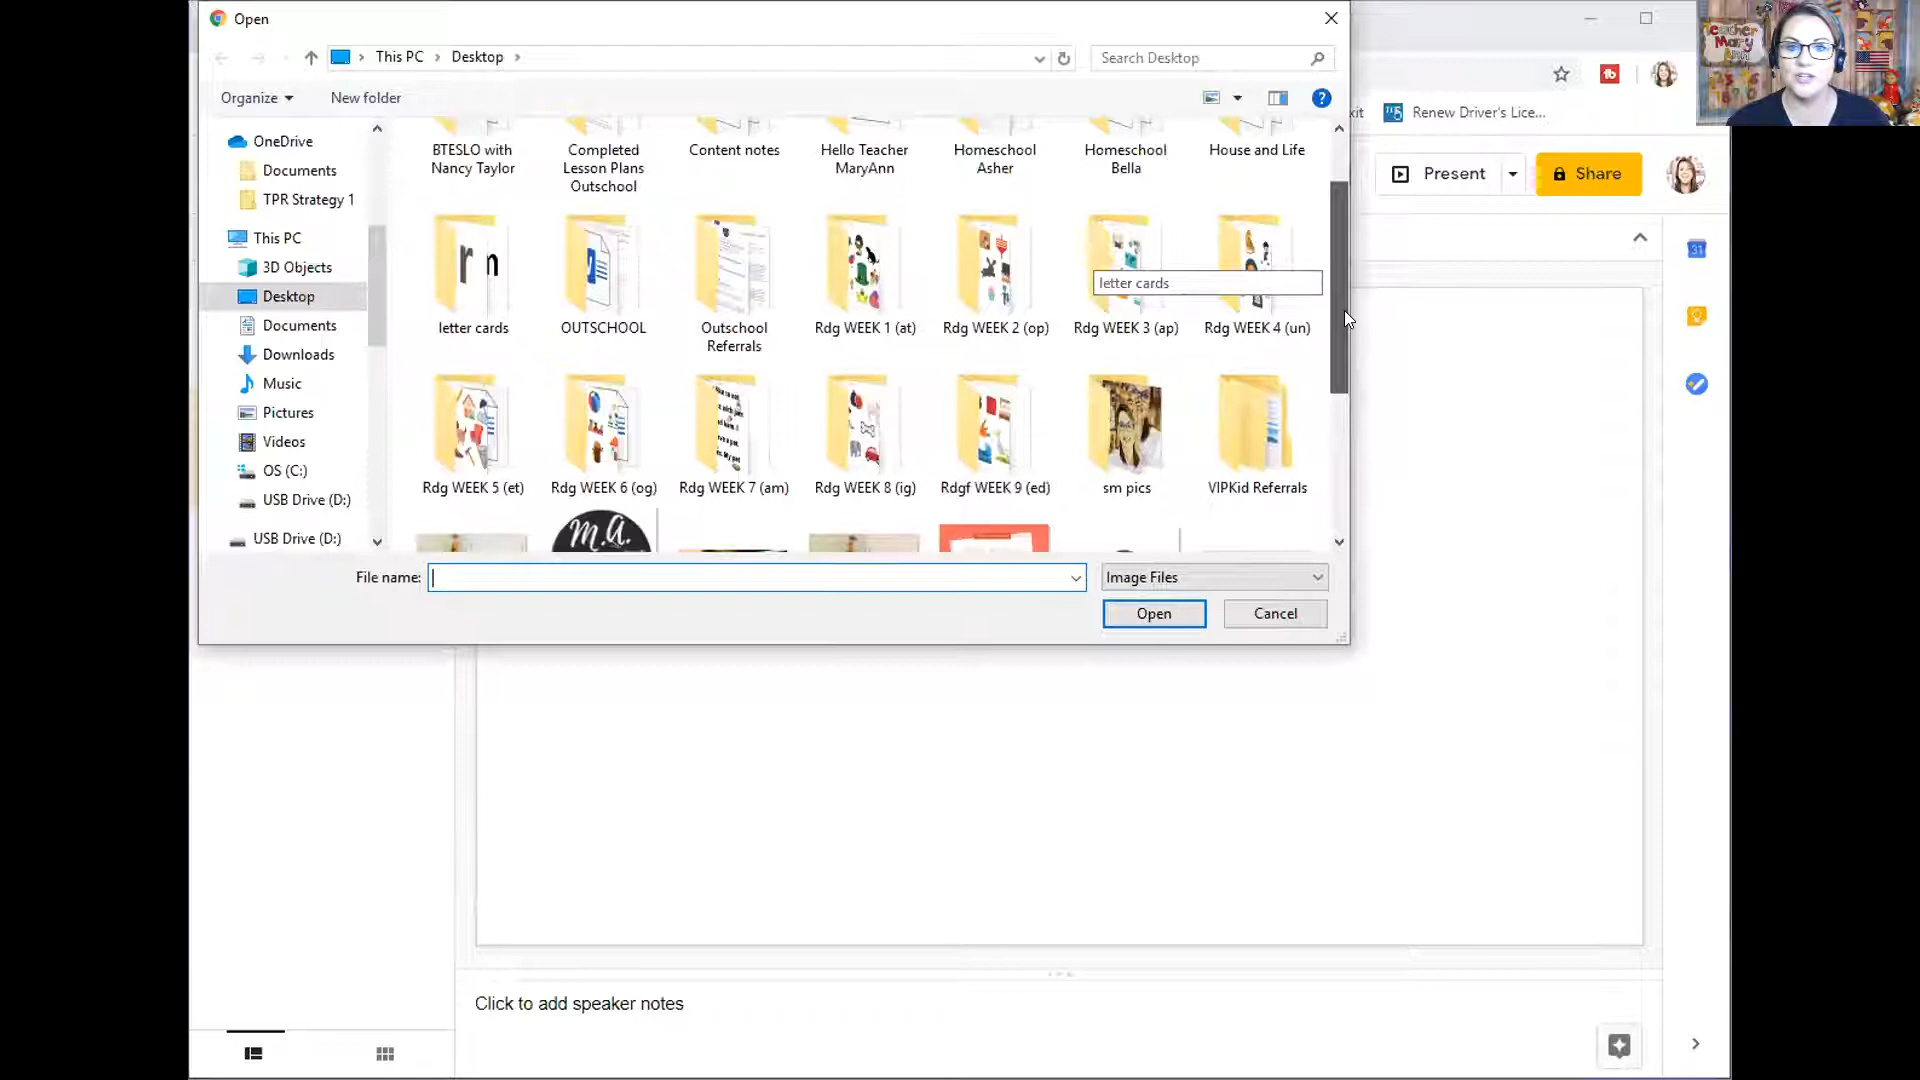 Open
This PC
Desktop
Search Desktop
Organize
New folder
OneDrive
Documents
TPR Strategy 1
This PC
3D Objects
Desktop
Documents
Downloads
Music
Pictures
Videos
OS (C:)
USB Drive (D:)
USB Drive (D:)
BTESLO with
Nancy Taylor
Completed
Lesson Plans
Outschool
Content notes
Hello Teacher
MaryAnn
Homeschool
Asher
Homeschool
Bella
House and Life
letter cards
OUTSCHOOL
Outschool
Referrals
Rdg WEEK 1 (at)
Rdg WEEK 2 (op)
Rdg WEEK 3 (ap)
Rdg WEEK 4 (un)
letter cards
Rdg WEEK 5 (et)
Rdg WEEK 6 (og)
Rdg WEEK 7 (am)
Rdg WEEK 8 (ig)
Rdgf WEEK 9 (ed)
sm pics
VIPKid Referrals
m.a.
File name:
Image Files
Open
Cancel
xit
Renew Driver's Lice...
Present
Share
31
Click to add speaker notes
Teacher
Mary
Ann